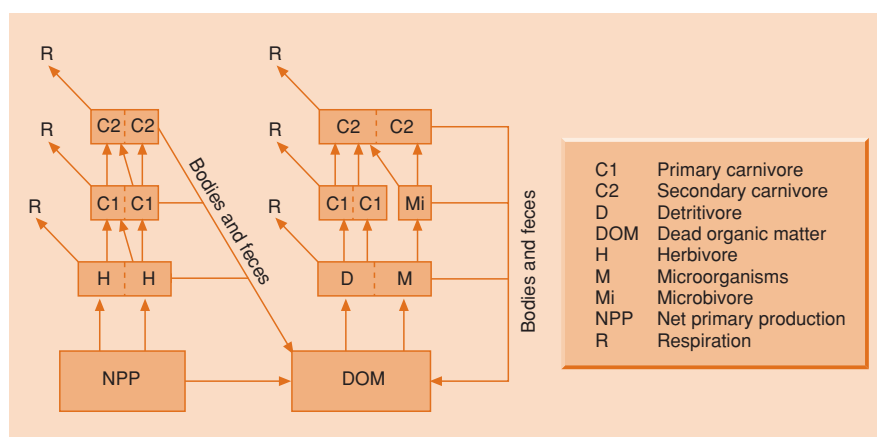 R
R
C2 C2
C2 C2
R
R
C1 C1
C1 C1
Mi
R
R
H H
D M
NPP
DOM
Bodies and feces
Bodies and feces
C1 Primary carnivore
C2 Secondary carnivore
D Detritivore
DOM Dead organic matter
H Herbivore
M Microorganisms
Mi Microbivore
NPP Net primary production
R Respiration